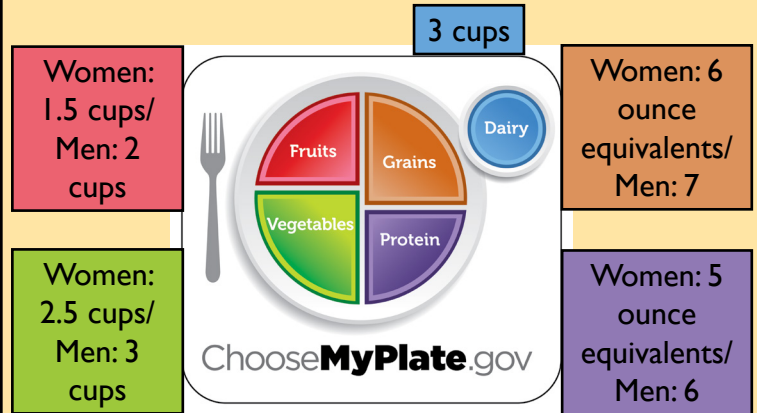 3 cups
Women:
1.5 cups/
Men: 2
cups
Women: 6
ounce
equivalents/
Men: 7
Fruits
Grains
Dairy
Vegetables
Protein
Women:
2.5 cups/
Men: 3
cups
Women: 5
ounce
equivalents/
Men: 6
ChooseMyPlate.gov